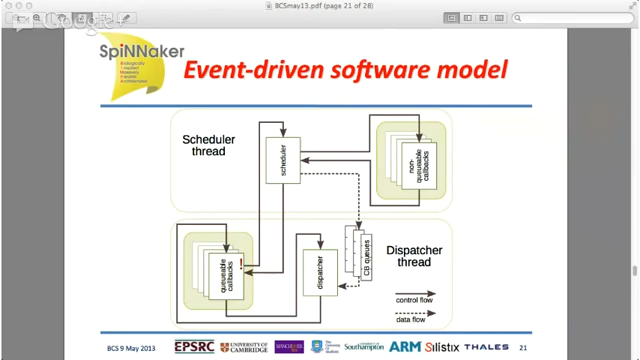 BCSmay13.pdf (page 21 of 28)
Google+
SpiNNaker
Event-driven software model
Scheduler
thread
scheduler
non-
queueable
callbacks
queueable
callbacks
!
dispatcher
CB queues
Dispatcher
thread
control flow
data flow
BCS 9 May 2013
EPSRC
UNIVERSITY OF
CAMBRIDGE
MANCHESTER
Southampton
ARM
Silistix
THALES
21